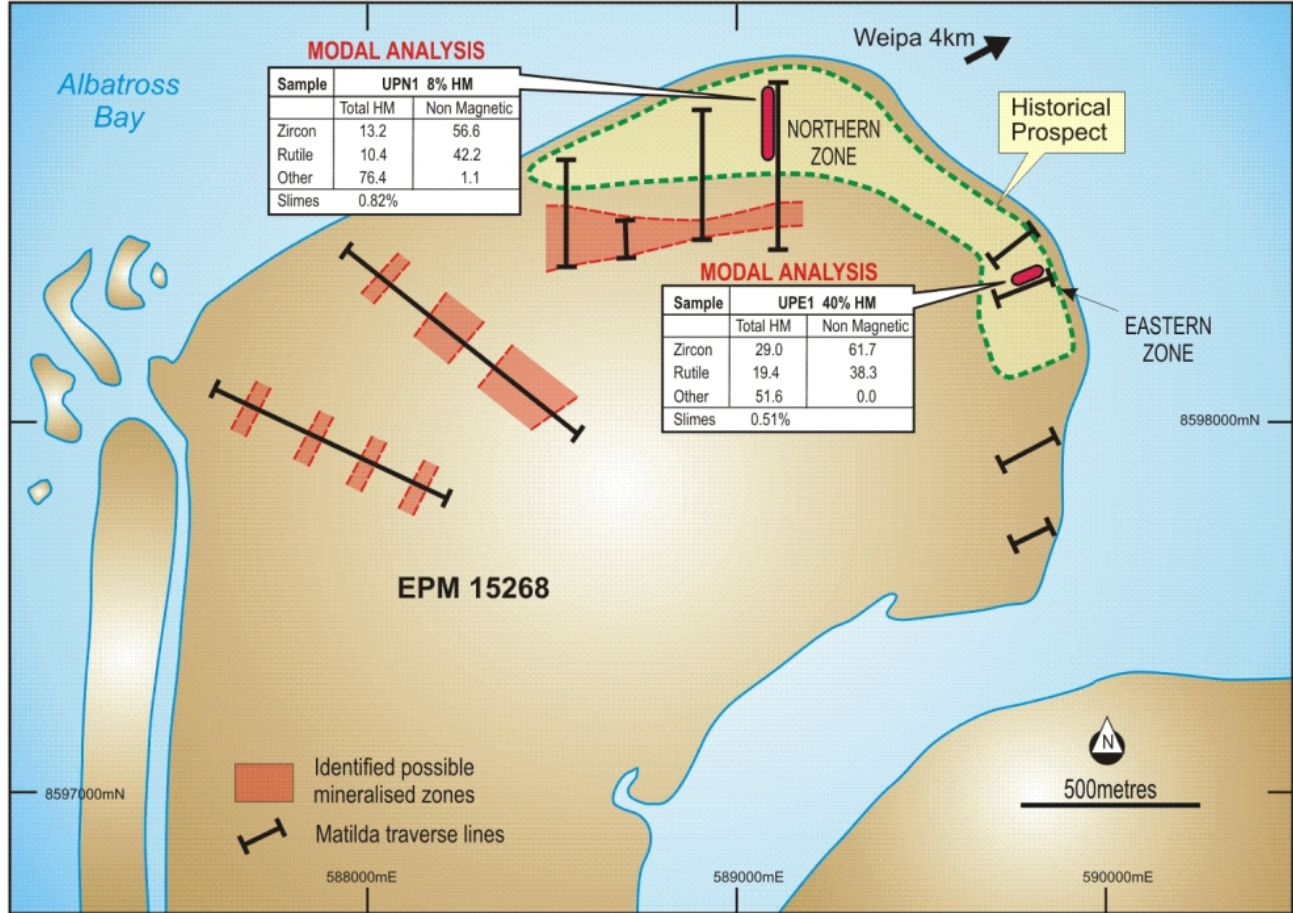 Weipa 4km
Albatross
Bay
MODAL ANALYSIS
Sample UPN1 8% HM
Total HM Non Magnetic
Zircon 13.2 56.6
Rutile 10.4 42.2
Other 76.4 1.1
Slimes 0.82%
NORTHERN
ZONE
Historical
Prospect
MODAL ANALYSIS
Sample UPE1 40% HM
Total HM Non Magnetic
Zircon 29.0 61.7
Rutile 19.4 38.3
Other 51.6 0.0
Slimes 0.51%
EASTERN
ZONE
8598000mN
EPM 15268
Identified possible
mineralised zones
Matilda traverse lines
N
500metres
8597000mN
588000mE
589000mE
590000mE